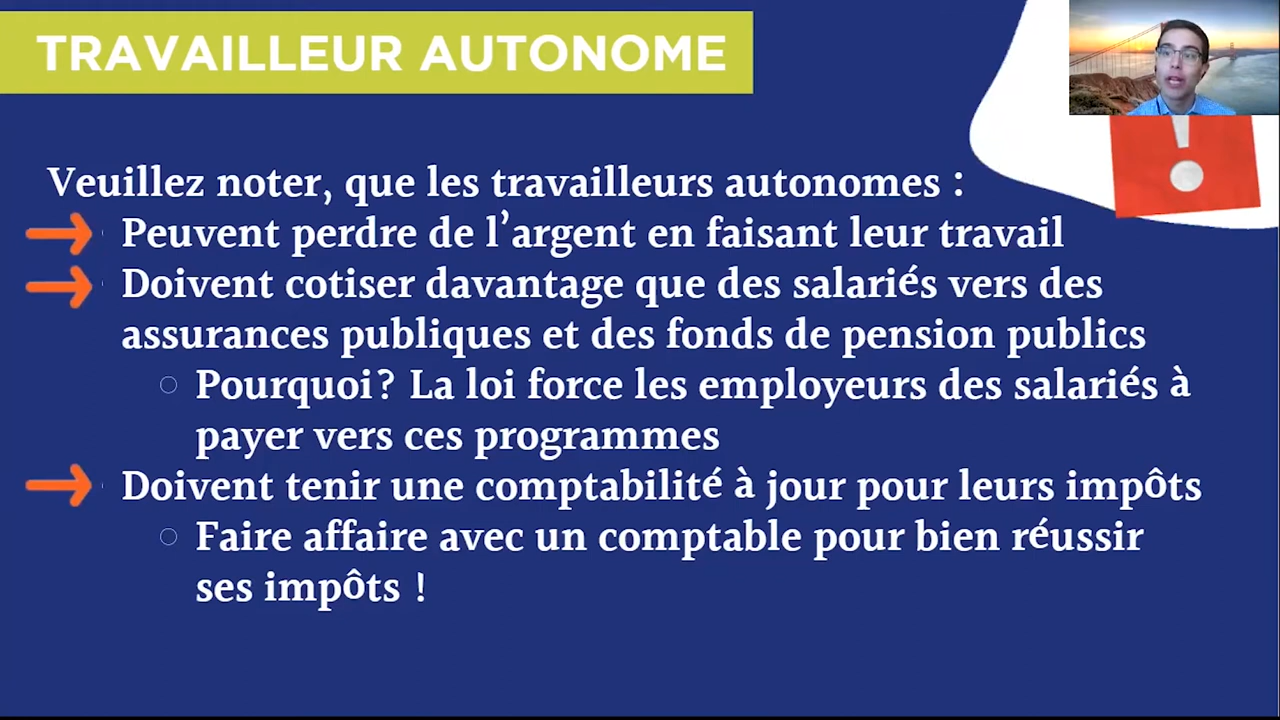 TRAVAILLEUR AUTONOME
Veuillez noter, que les travailleurs autonomes :
Peuvent perdre de l’argent en faisant leur travail
Doivent cotiser davantage que des salariés vers des
assurances publiques et des fonds de pension publics
Pourquoi? La loi force les employeurs des salariés à
payer vers ces programmes
Doivent tenir une comptabilité à jour pour leurs impôts
Faire affaire avec un comptable pour bien réussir
ses impôts !